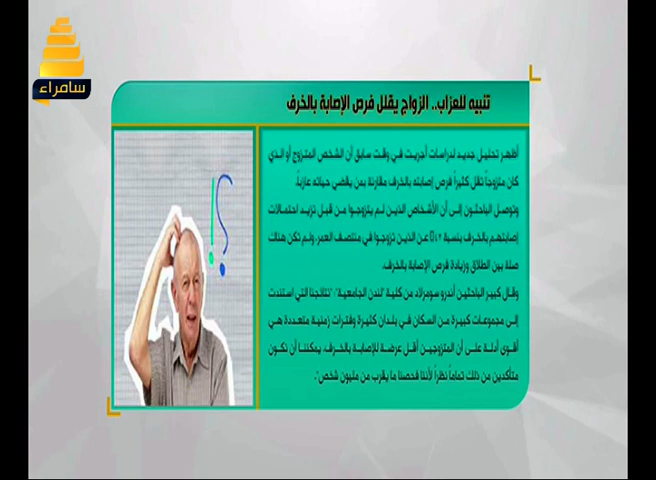 سامراء
تنبيه للعزاب.. الزواج يقلل فرص الإصابة بالخرف
أظهر تحليل جديد لدراسات أجريت في وقت سابق أن الشخص المتزوج أو الذي
كان متزوجاً تقل كثيراً فرص إصابته بالخرف مقارنة بمن يقضي حياته عازباً.
وتوصل الباحثون إلى أن الأشخاص الذين لم يتزوجوا من قبل تزيد احتمالات
إصابتهم بالخرف بنسبة عن الذين تزوجوا في منتصف العمر، ولم تكن هناك
صلة بين الطلاق وزيادة فرص الإصابة بالخرف.
وقال كبير الباحثين أندرو سومرلاد من كلية "لندن الجامعية": "نتائجنا التي استندت
إلى مجموعات كبيرة من السكان في بلدان كثيرة وفترات زمنية متعددة هي
أقوى أدلة على أن المتزوجين أقل عرضة للإصابة بالخرف، يمكننا أن نكون
متأكدين من ذلك تماماً نظراً لأننا فحصنا ما يقرب من مليون شخص".